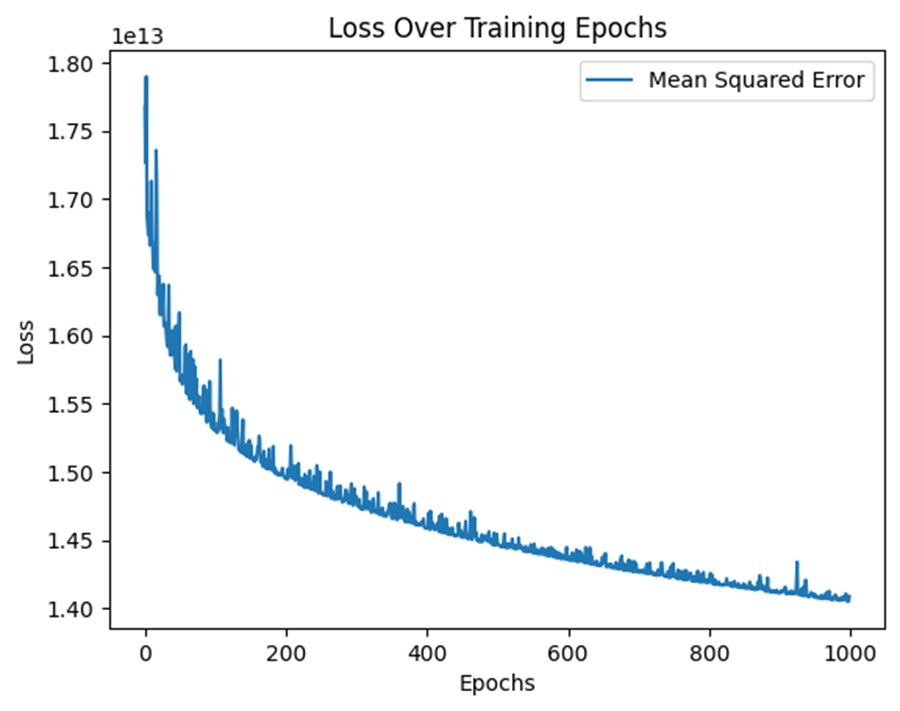 Loss Over Training Epochs
1e13
Mean Squared Error
1.80
1.75
1.70
1.65
1.60
1.55
1.50
1.45
1.40
Loss
0 200 400 600 800 1000
Epochs